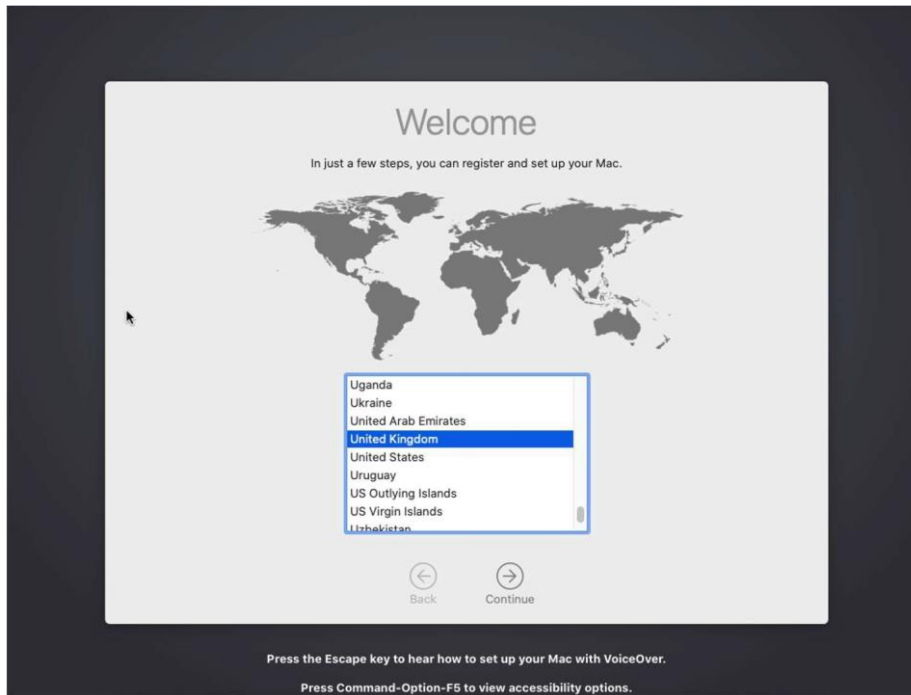 Welcome
In just a few steps, you can register and set up your Mac.
Uganda
Ukraine
United Arab Emirates
United Kingdom
United States
Uruguay
US Outlying Islands
US Virgin Islands
Uzbekistan
Back
Continue
Press the Escape key to hear how to set up your Mac with VoiceOver.
Press Command-Option-F5 to view accessibility options.